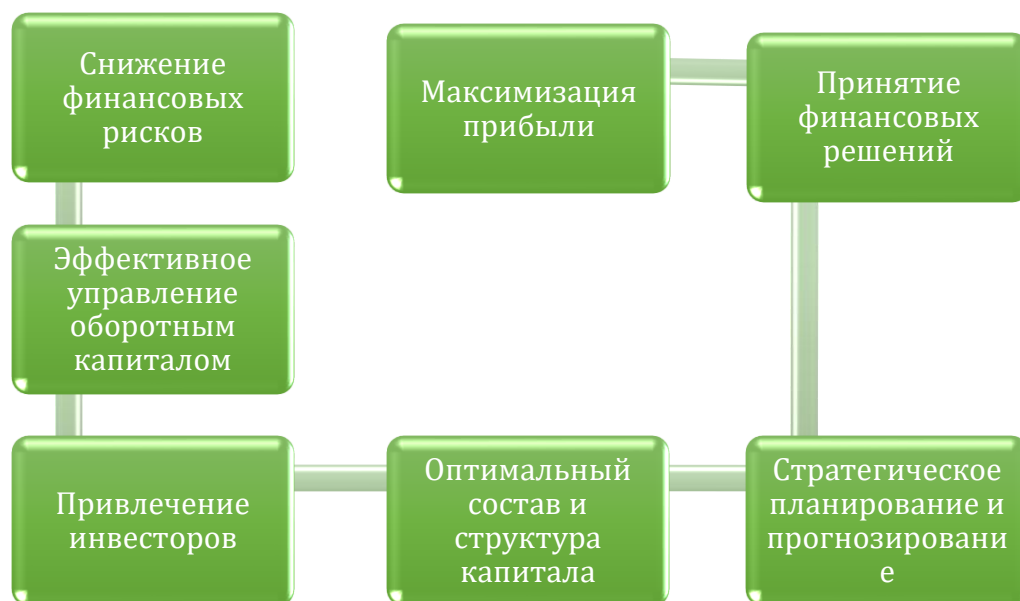 Снижение
финансовых
рисков
Эффективное
управление
оборотным
капиталом
Привлечение
инвесторов
Оптимальный
состав и
структура
капитала
Стратегическое
планирование и
прогнозировани
е
Принятие
финансовых
решений
Максимизация
прибыли